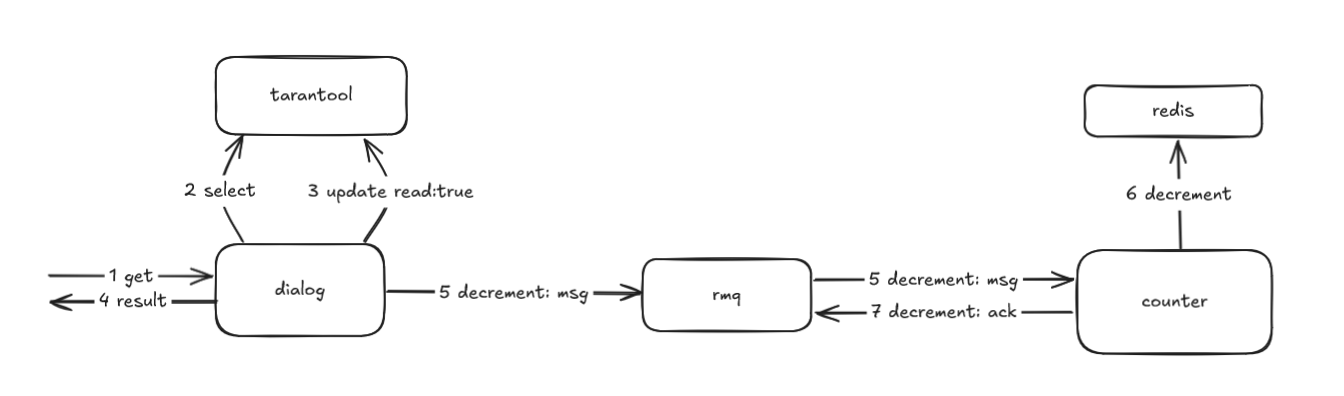 tarantool
redis
2 select
3 update read:true
6 decrement
1 get
4 result
dialog
5 decrement: msg
rmq
5 decrement: msg
7 decrement: ack
counter